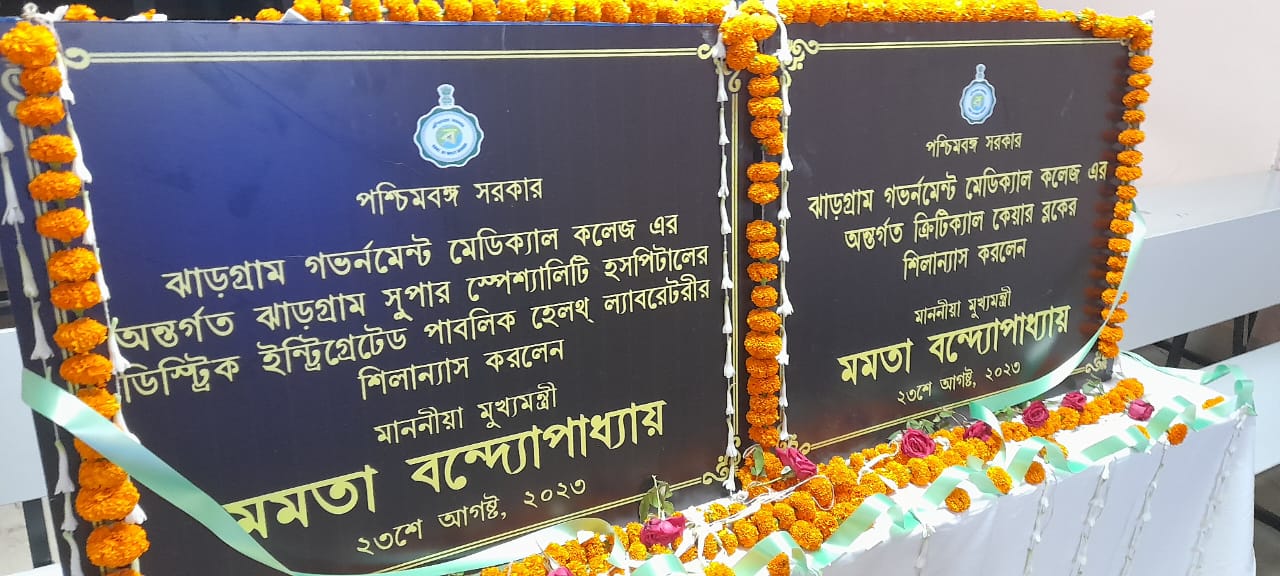 পশ্চিমবঙ্গ সরকার
ঝাড়গ্রাম গভর্নমেন্ট মেডিক্যাল কলেজ এর
অন্তর্গত ঝাড়গ্রাম সুপার স্পেশ্যালিটি হসপিটালের
ডিস্ট্রিক ইন্ট্রিগ্রেটেড পাবলিক হেলথ্ ল্যাবরেটরীর
শিলান্যাস করলেন
মাননীয়া মুখ্যমন্ত্রী
মমতা বন্দ্যোপাধ্যায়
২৩শে আগষ্ট, ২০২৩
পশ্চিমবঙ্গ সরকার
ঝাড়গ্রাম গভর্নমেন্ট মেডিক্যাল কলেজ এর
অন্তর্গত ক্রিটিক্যাল কেয়ার ব্লকের
শিলান্যাস করলেন
মাননীয়া মুখ্যমন্ত্রী
মমতা বন্দ্যোপাধ্যায়
২৩শে আগষ্ট, ২০২৩